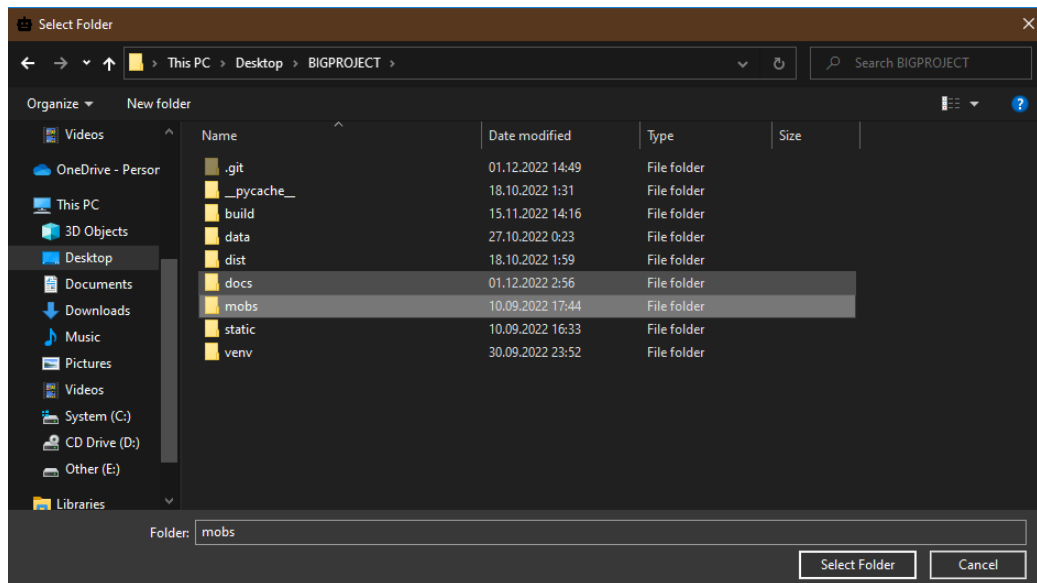 Select Folder
This PC > Desktop > BIGPROJECT >
Search BIGPROJECT
Organize
New folder
Videos
OneDrive - Person
This PC
3D Objects
Desktop
Documents
Downloads
Music
Pictures
Videos
System (C:)
CD Drive (D:)
Other (E:)
Libraries
Name Date modified Type Size
.git 01.12.2022 14:49 File folder
__pycache__ 18.10.2022 1:31 File folder
build 15.11.2022 14:16 File folder
data 27.10.2022 0:23 File folder
dist 18.10.2022 1:59 File folder
docs 01.12.2022 2:56 File folder
mobs 10.09.2022 17:44 File folder
static 10.09.2022 16:33 File folder
venv 30.09.2022 23:52 File folder
Folder: mobs
Select Folder
Cancel